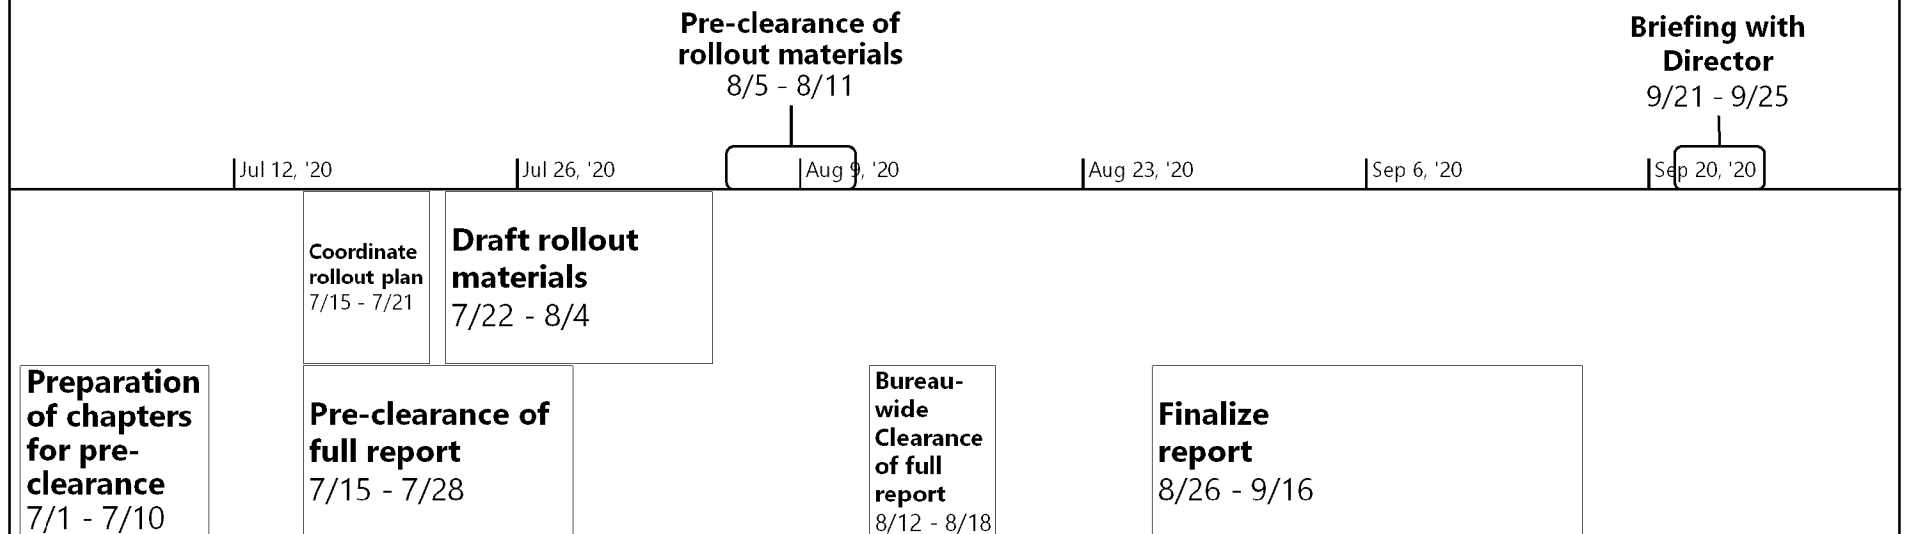 Pre-clearance of
rollout materials
8/5 - 8/11
Briefing with
Director
9/21 - 9/25
Jul 12, '20
Jul 26, '20
Aug 9, '20
Aug 23, '20
Sep 6, '20
Sep 20, '20
Coordinate
rollout plan
7/15 - 7/21
Draft rollout
materials
7/22 - 8/4
Preparation
of chapters
for pre-
clearance
7/1 - 7/10
Pre-clearance of
full report
7/15 - 7/28
Bureau-
wide
Clearance
of full
report
8/12 - 8/18
Finalize
report
8/26 - 9/16